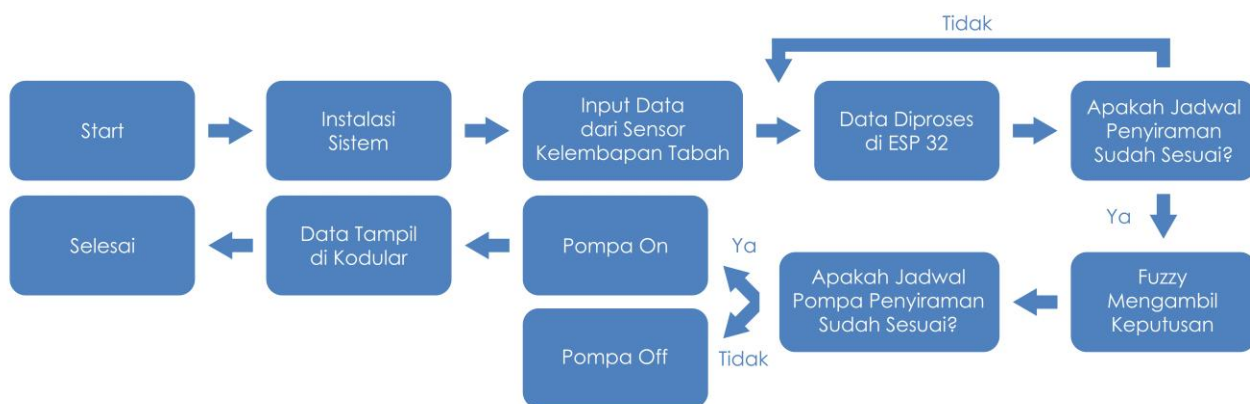 Tidak
Start
Instalasi
Sistem
Input Data
dari Sensor
Kelembapan Tabah
Data Diproses
di ESP 32
Apakah Jadwal
Penyiraman
Sudah Sesuai?
Ya
Fuzzy
Mengambil
Keputusan
Apakah Jadwal
Pompa Penyiraman
Sudah Sesuai?
Ya
Pompa On
Tidak
Pompa Off
Data Tampil
di Kodular
Selesai